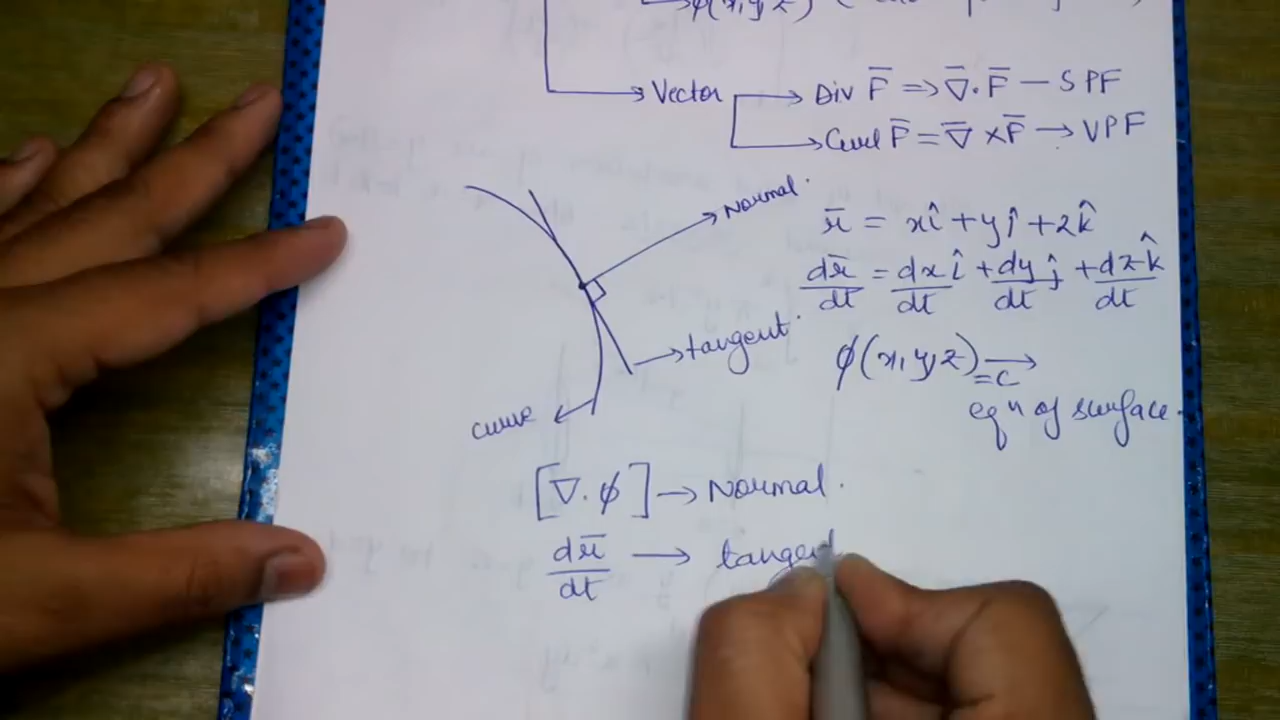 ϕ(x,y,z) (
Vector → Div F̅ ⇒ ∇̅.F̅ — SPF
→ Curl F̅ = ∇̅ × F̅ → VPF
Normal.
r̅ = xî + yĵ + zk̂
dr̅/dt = dx/dt î + dy/dt ĵ + dz/dt k̂
tangent.
ϕ(x,y,z) = c →
eqⁿ of surface.
curve
[∇.ϕ] → Normal.
dr̅/dt → tangent